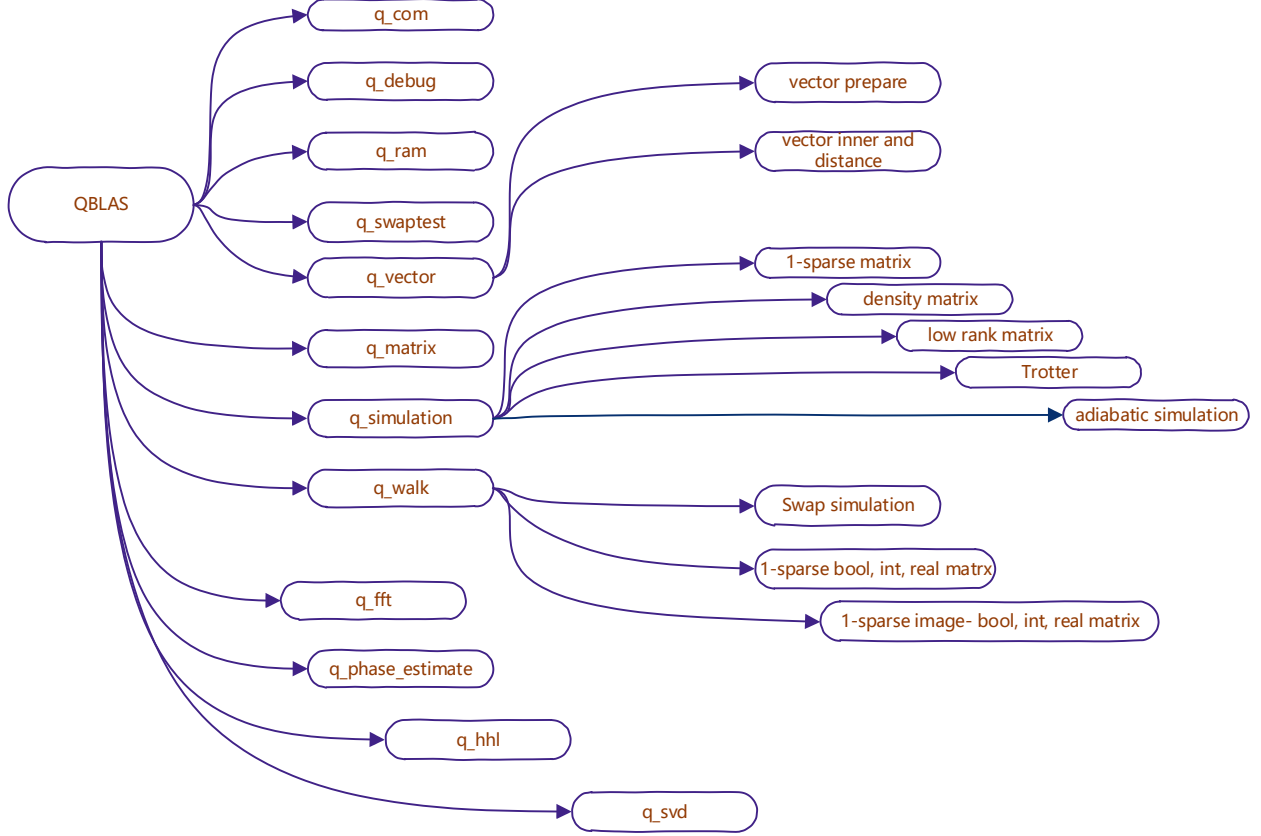 q_com
q_debug
vector prepare
q_ram
vector inner and
distance
QBLAS
q_swaptest
q_vector
1-sparse matrix
density matrix
low rank matrix
q_matrix
Trotter
q_simulation
adiabatic simulation
q_walk
Swap simulation
1-sparse bool, int, real matrx
q_fft
1-sparse image- bool, int, real matrix
q_phase_estimate
q_hhl
q_svd